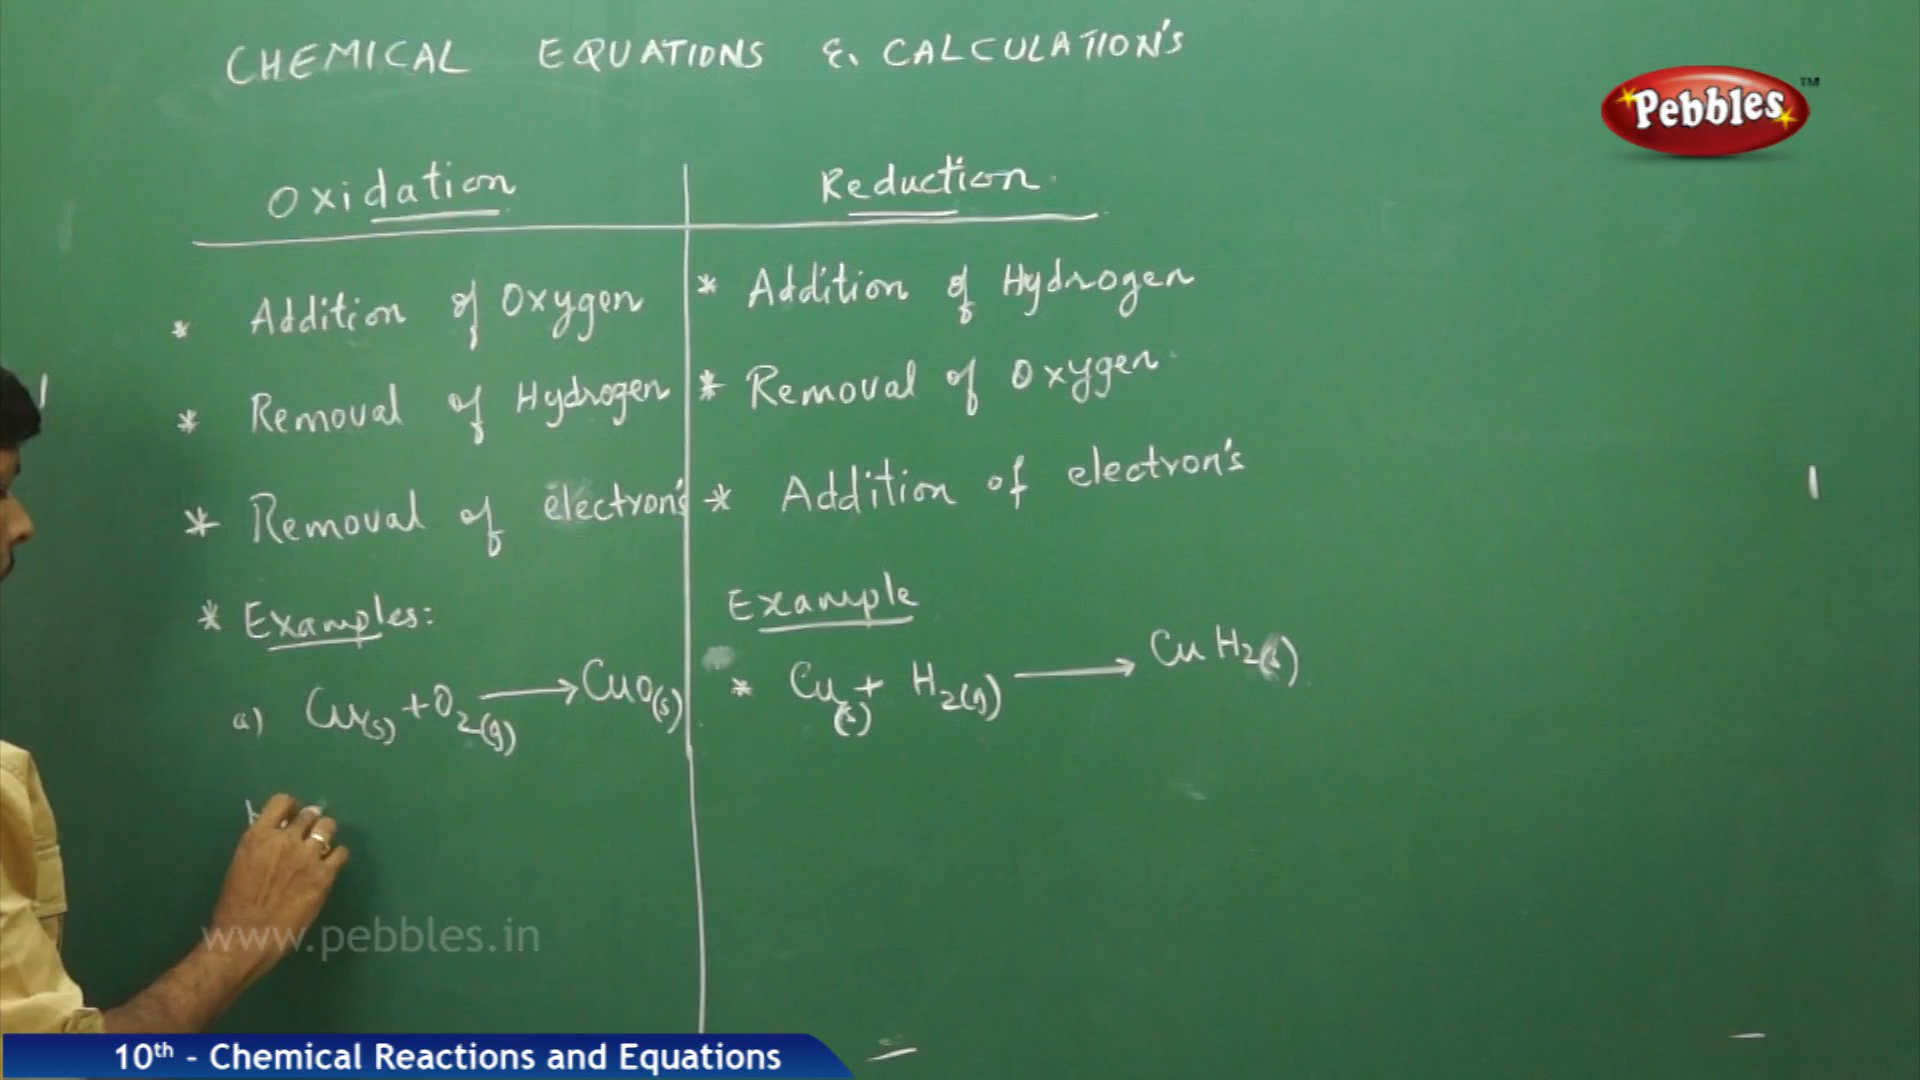 CHEMICAL EQUATIONS & CALCULATION'S
Pebbles™
Oxidation
* Addition of Oxygen
* Removal of Hydrogen
* Removal of electron's
* Examples:
a) Cu(s) + O2(g) → CuO(s)
Reduction
* Addition of Hydrogen
* Removal of Oxygen
* Addition of electron's
Example
* Cu(s) + H2(g) → CuH2(s)
www.pebbles.in
10th - Chemical Reactions and Equations